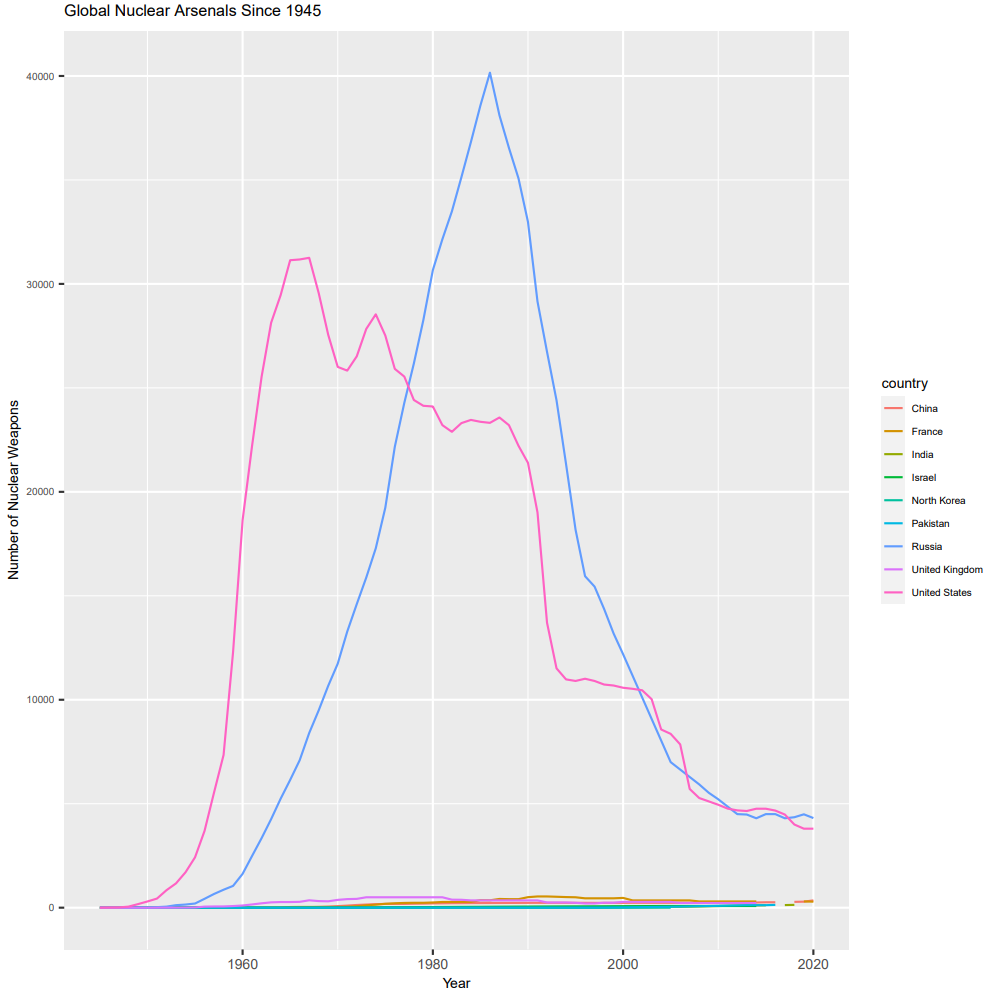 Global Nuclear Arsenals Since 1945
40000
30000
20000
10000
0
Number of Nuclear Weapons
1960
1980
2000
2020
Year
country
China
France
India
Israel
North Korea
Pakistan
Russia
United Kingdom
United States